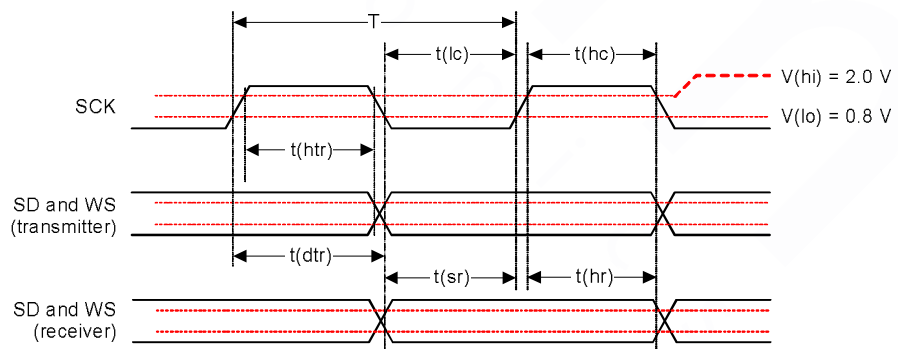 T
t(lc)
t(hc)
V(hi) = 2.0 V
SCK
V(lo) = 0.8 V
t(htr)
SD and WS
(transmitter)
t(dtr)
t(sr)
t(hr)
SD and WS
(receiver)